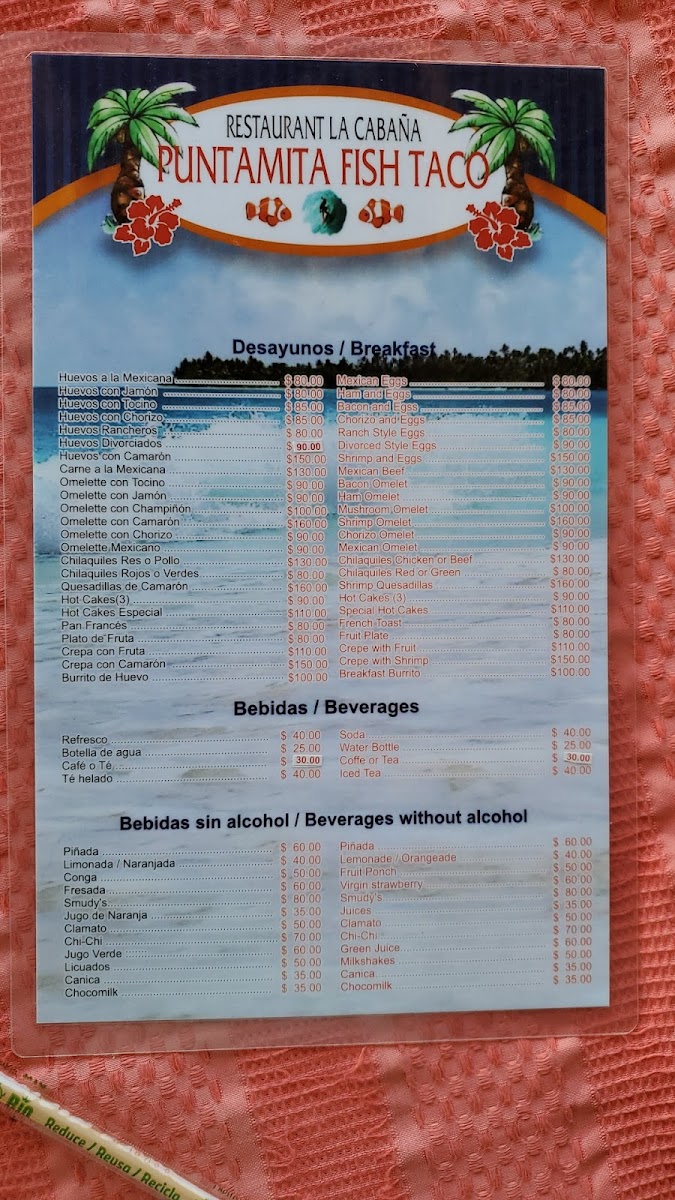 RESTAURANT LA CABAÑA
PUNTAMITA FISH TACO
Desayunos / Breakfast
Huevos a la Mexicana $ 80.00
Huevos con Jamón $ 80.00
Huevos con Tocino $ 85.00
Huevos con Chorizo $ 85.00
Huevos Rancheros $ 80.00
Huevos Divorciados $ 90.00
Huevos con Camarón $150.00
Carne a la Mexicana $130.00
Omelette con Tocino $ 90.00
Omelette con Jamón $ 90.00
Omelette con Champiñón $100.00
Omelette con Camarón $160.00
Omelette con Chorizo $ 90.00
Omelette Mexicano $ 90.00
Chilaquiles Res o Pollo $130.00
Chilaquiles Rojos o Verdes $ 80.00
Quesadillas de Camarón $160.00
Hot Cakes(3) $ 90.00
Hot Cakes Especial $110.00
Pan Francés $ 80.00
Plato de Fruta $ 80.00
Crepa con Fruta $110.00
Crepa con Camarón $150.00
Burrito de Huevo $100.00
Mexican Eggs $ 80.00
Ham and Eggs $ 80.00
Bacon and Egss $ 85.00
Chorizo and Eggs $ 85.00
Ranch Style Eggs $ 80.00
Divorced Style Eggs $ 90.00
Shrimp and Eggs $150.00
Mexican Beef $130.00
Bacon Omelet $ 90.00
Ham Omelet $ 90.00
Mushroom Omelet $100.00
Shrimp Omelet $160.00
Chorizo Omelet $ 90.00
Mexican Omelet $ 90.00
Chilaquiles Chicken or Beef $130.00
Chilaquiles Red or Green $ 80.00
Shrimp Quesadillas $160.00
Hot Cakes (3) $ 90.00
Special Hot Cakes $110.00
French Toast $ 80.00
Fruit Plate $ 80.00
Crepe with Fruit $110.00
Crepe with Shrimp $150.00
Breakfast Burrito $100.00
Bebidas / Beverages
Refresco $ 40.00
Botella de agua $ 25.00
Café o Té $ 30.00
Té helado $ 40.00
Soda $ 40.00
Water Bottle $ 25.00
Coffe or Tea $ 30.00
Iced Tea $ 40.00
Bebidas sin alcohol / Beverages without alcohol
Piñada $ 60.00
Limonada / Naranjada $ 40.00
Conga $ 50.00
Fresada $ 60.00
Smudy's $ 80.00
Jugo de Naranja $ 35.00
Clamato $ 50.00
Chi-Chi $ 70.00
Jugo Verde $ 60.00
Licuados $ 50.00
Canica $ 35.00
Chocomilk $ 35.00
Piñada $ 60.00
Lemonade / Orangeade $ 40.00
Fruit Ponch $ 50.00
Virgin strawberry $ 60.00
Smudy's $ 80.00
Juices $ 35.00
Clamato $ 50.00
Chi-Chi $ 70.00
Green Juice $ 60.00
Milkshakes $ 50.00
Canica $ 35.00
Chocomilk $ 35.00
Reduce / Reusa / Recicla